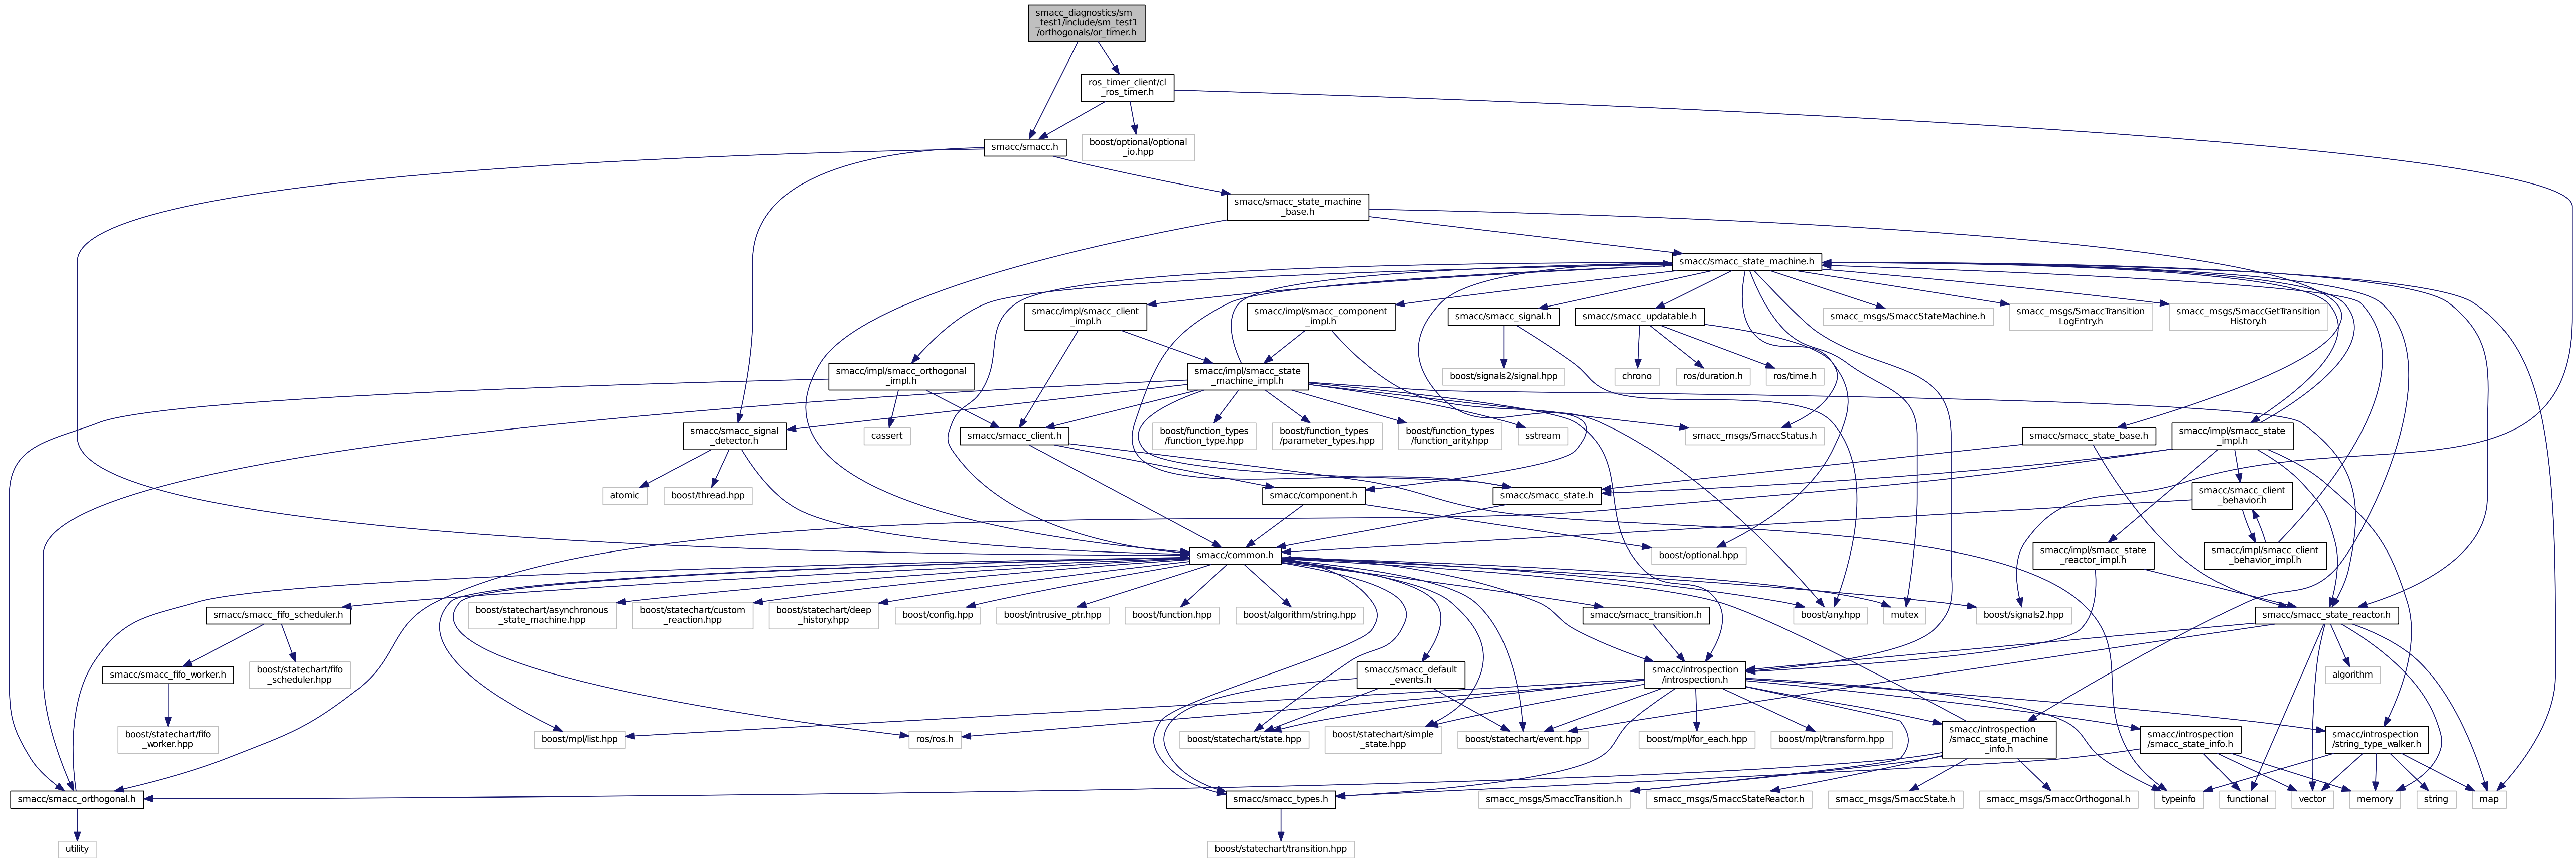 smacc_diagnostics/sm
_test1/include/sm_test1
/orthogonals/or_timer.h
ros_timer_client/cl
_ros_timer.h
smacc/smacc.h
boost/optional/optional
_io.hpp
smacc/smacc_state_machine
_base.h
smacc/smacc_state_machine.h
smacc/impl/smacc_client
_impl.h
smacc/impl/smacc_component
_impl.h
smacc/smacc_signal.h
smacc/smacc_updatable.h
smacc_msgs/SmaccStateMachine.h
smacc_msgs/SmaccTransition
LogEntry.h
smacc_msgs/SmaccGetTransition
History.h
smacc/impl/smacc_orthogonal
_impl.h
smacc/impl/smacc_state
_machine_impl.h
boost/signals2/signal.hpp
chrono
ros/duration.h
ros/time.h
smacc/smacc_signal
_detector.h
cassert
smacc/smacc_client.h
boost/function_types
/function_type.hpp
boost/function_types
/parameter_types.hpp
boost/function_types
/function_arity.hpp
sstream
smacc_msgs/SmaccStatus.h
smacc/smacc_state_base.h
smacc/impl/smacc_state
_impl.h
atomic
boost/thread.hpp
smacc/component.h
smacc/smacc_state.h
smacc/smacc_client
_behavior.h
smacc/common.h
boost/optional.hpp
smacc/impl/smacc_state
_reactor_impl.h
smacc/impl/smacc_client
_behavior_impl.h
smacc/smacc_fifo_scheduler.h
boost/statechart/asynchronous
_state_machine.hpp
boost/statechart/custom
_reaction.hpp
boost/statechart/deep
_history.hpp
boost/config.hpp
boost/intrusive_ptr.hpp
boost/function.hpp
boost/algorithm/string.hpp
smacc/smacc_transition.h
boost/any.hpp
mutex
boost/signals2.hpp
smacc/smacc_state_reactor.h
smacc/smacc_fifo_worker.h
boost/statechart/fifo
_scheduler.hpp
smacc/smacc_default
_events.h
smacc/introspection
/introspection.h
algorithm
boost/statechart/fifo
_worker.hpp
boost/mpl/list.hpp
ros/ros.h
boost/statechart/state.hpp
boost/statechart/simple
_state.hpp
boost/statechart/event.hpp
boost/mpl/for_each.hpp
boost/mpl/transform.hpp
smacc/introspection
/smacc_state_machine
_info.h
smacc/introspection
/smacc_state_info.h
smacc/introspection
/string_type_walker.h
smacc/smacc_orthogonal.h
smacc/smacc_types.h
smacc_msgs/SmaccTransition.h
smacc_msgs/SmaccStateReactor.h
smacc_msgs/SmaccState.h
smacc_msgs/SmaccOrthogonal.h
typeinfo
functional
vector
memory
string
map
utility
boost/statechart/transition.hpp